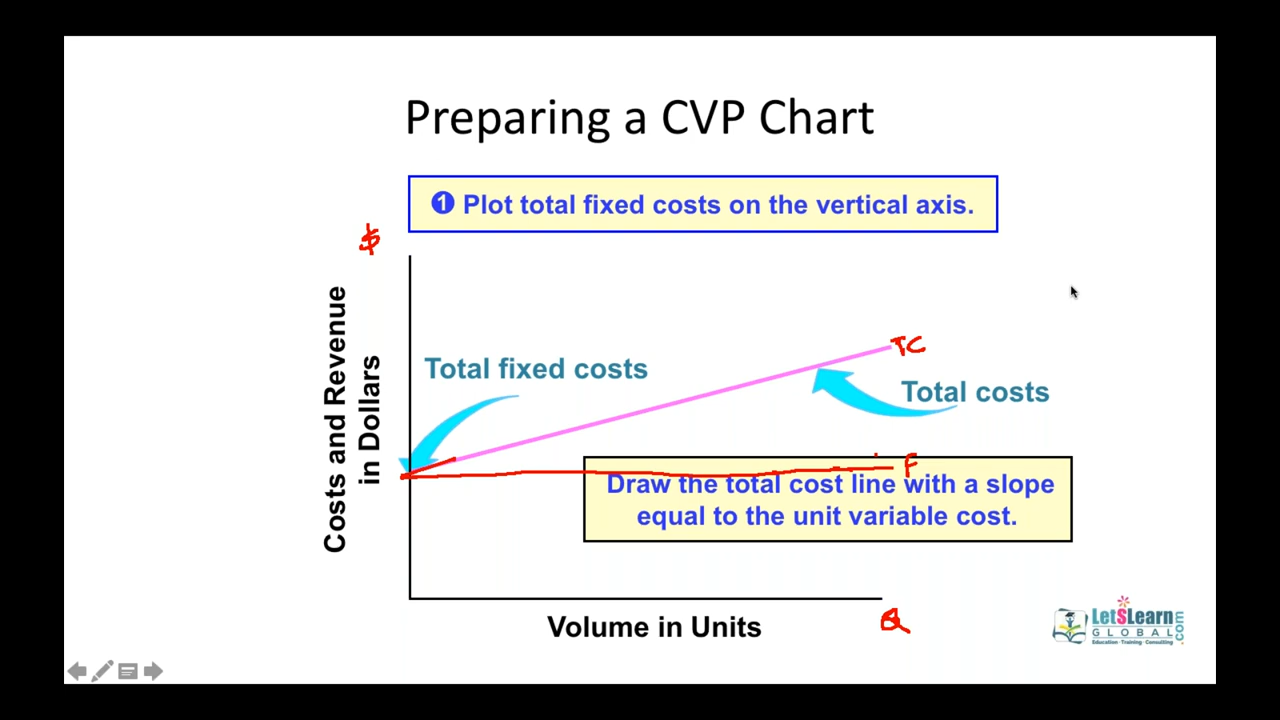 Preparing a CVP Chart
❶ Plot total fixed costs on the vertical axis.
$
Costs and Revenue
in Dollars
Total fixed costs
TC
Total costs
F
Draw the total cost line with a slope
equal to the unit variable cost.
Volume in Units
Q
LetSLearn
GLOBAL
.com
Education · Training · Consulting